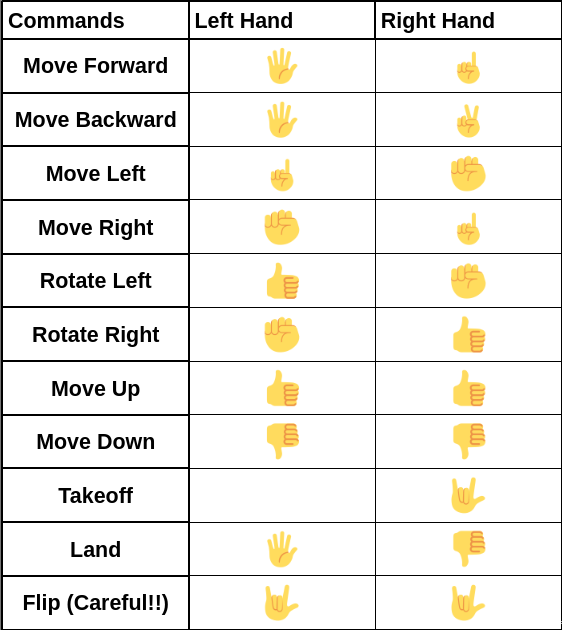 Commands Left Hand Right Hand
Move Forward
Move Backward
Move Left
Move Right
Rotate Left
Rotate Right
Move Up
Move Down
Takeoff
Land
Flip (Careful!!)